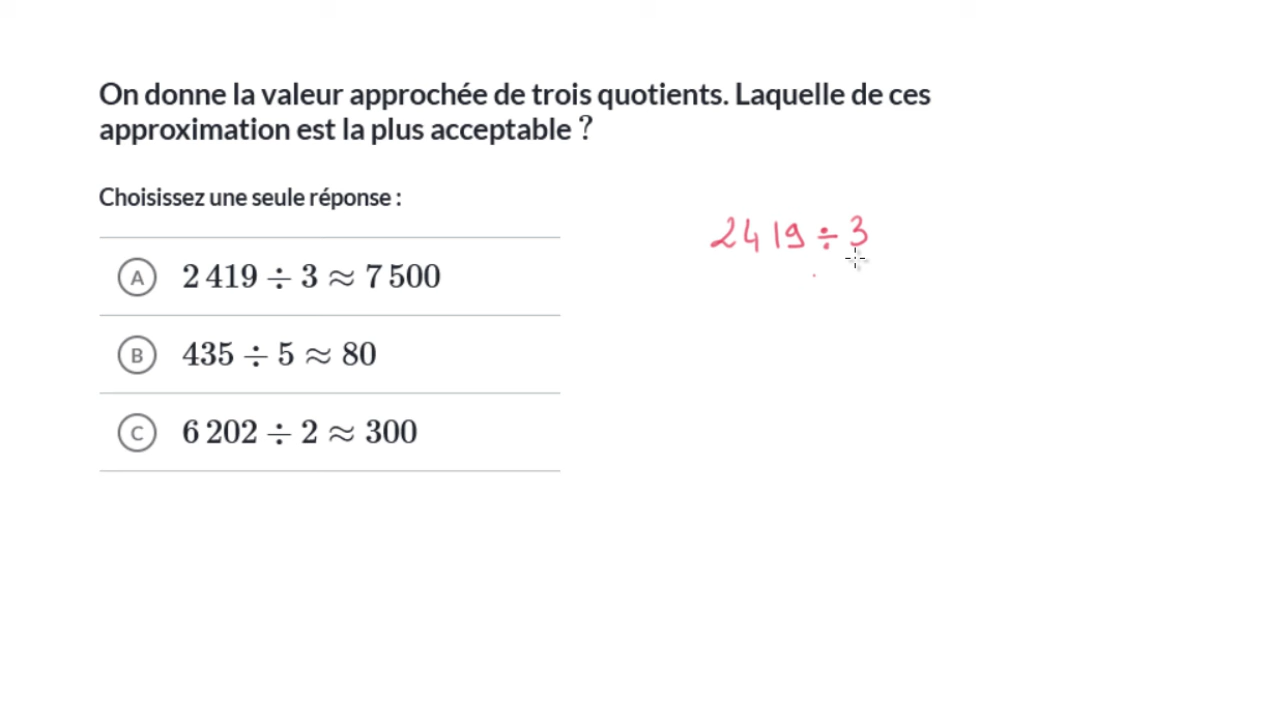 On donne la valeur approchée de trois quotients. Laquelle de ces
approximation est la plus acceptable ?
Choisissez une seule réponse :
2419 ÷ 3
A 2 419 ÷ 3 ≈ 7 500
B 435 ÷ 5 ≈ 80
C 6 202 ÷ 2 ≈ 300